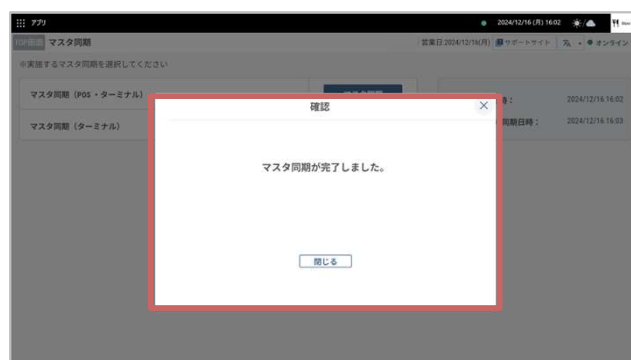 アプリ
2024/12/16 (月) 16:02
TOP画面 マスタ同期
営業日:2024/12/16(月) サポートサイト オンライン
※実施するマスタ同期を選択してください
マスタ同期（POS・ターミナル）
2024/12/16 16:02
マスタ同期（ターミナル）
同期日時： 2024/12/16 16:03
確認
マスタ同期が完了しました。
閉じる